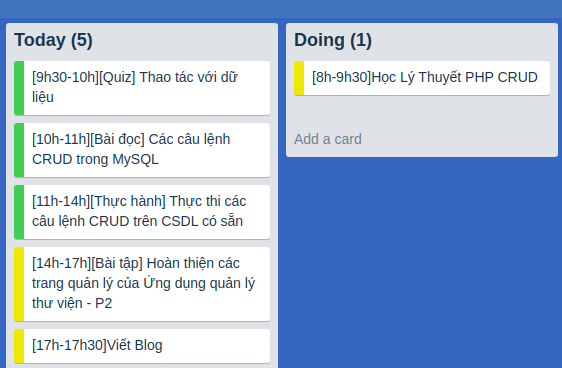 Today (5)
[9h30-10h][Quiz] Thao tác với dữ
liệu
[10h-11h][Bài đọc] Các câu lệnh
CRUD trong MySQL
[11h-14h][Thực hành] Thực thi các
câu lệnh CRUD trên CSDL có sẵn
[14h-17h][Bài tập] Hoàn thiện các
trang quản lý của Ứng dụng quản lý
thư viện - P2
[17h-17h30]Viết Blog
Doing (1)
[8h-9h30]Học Lý Thuyết PHP CRUD
Add a card